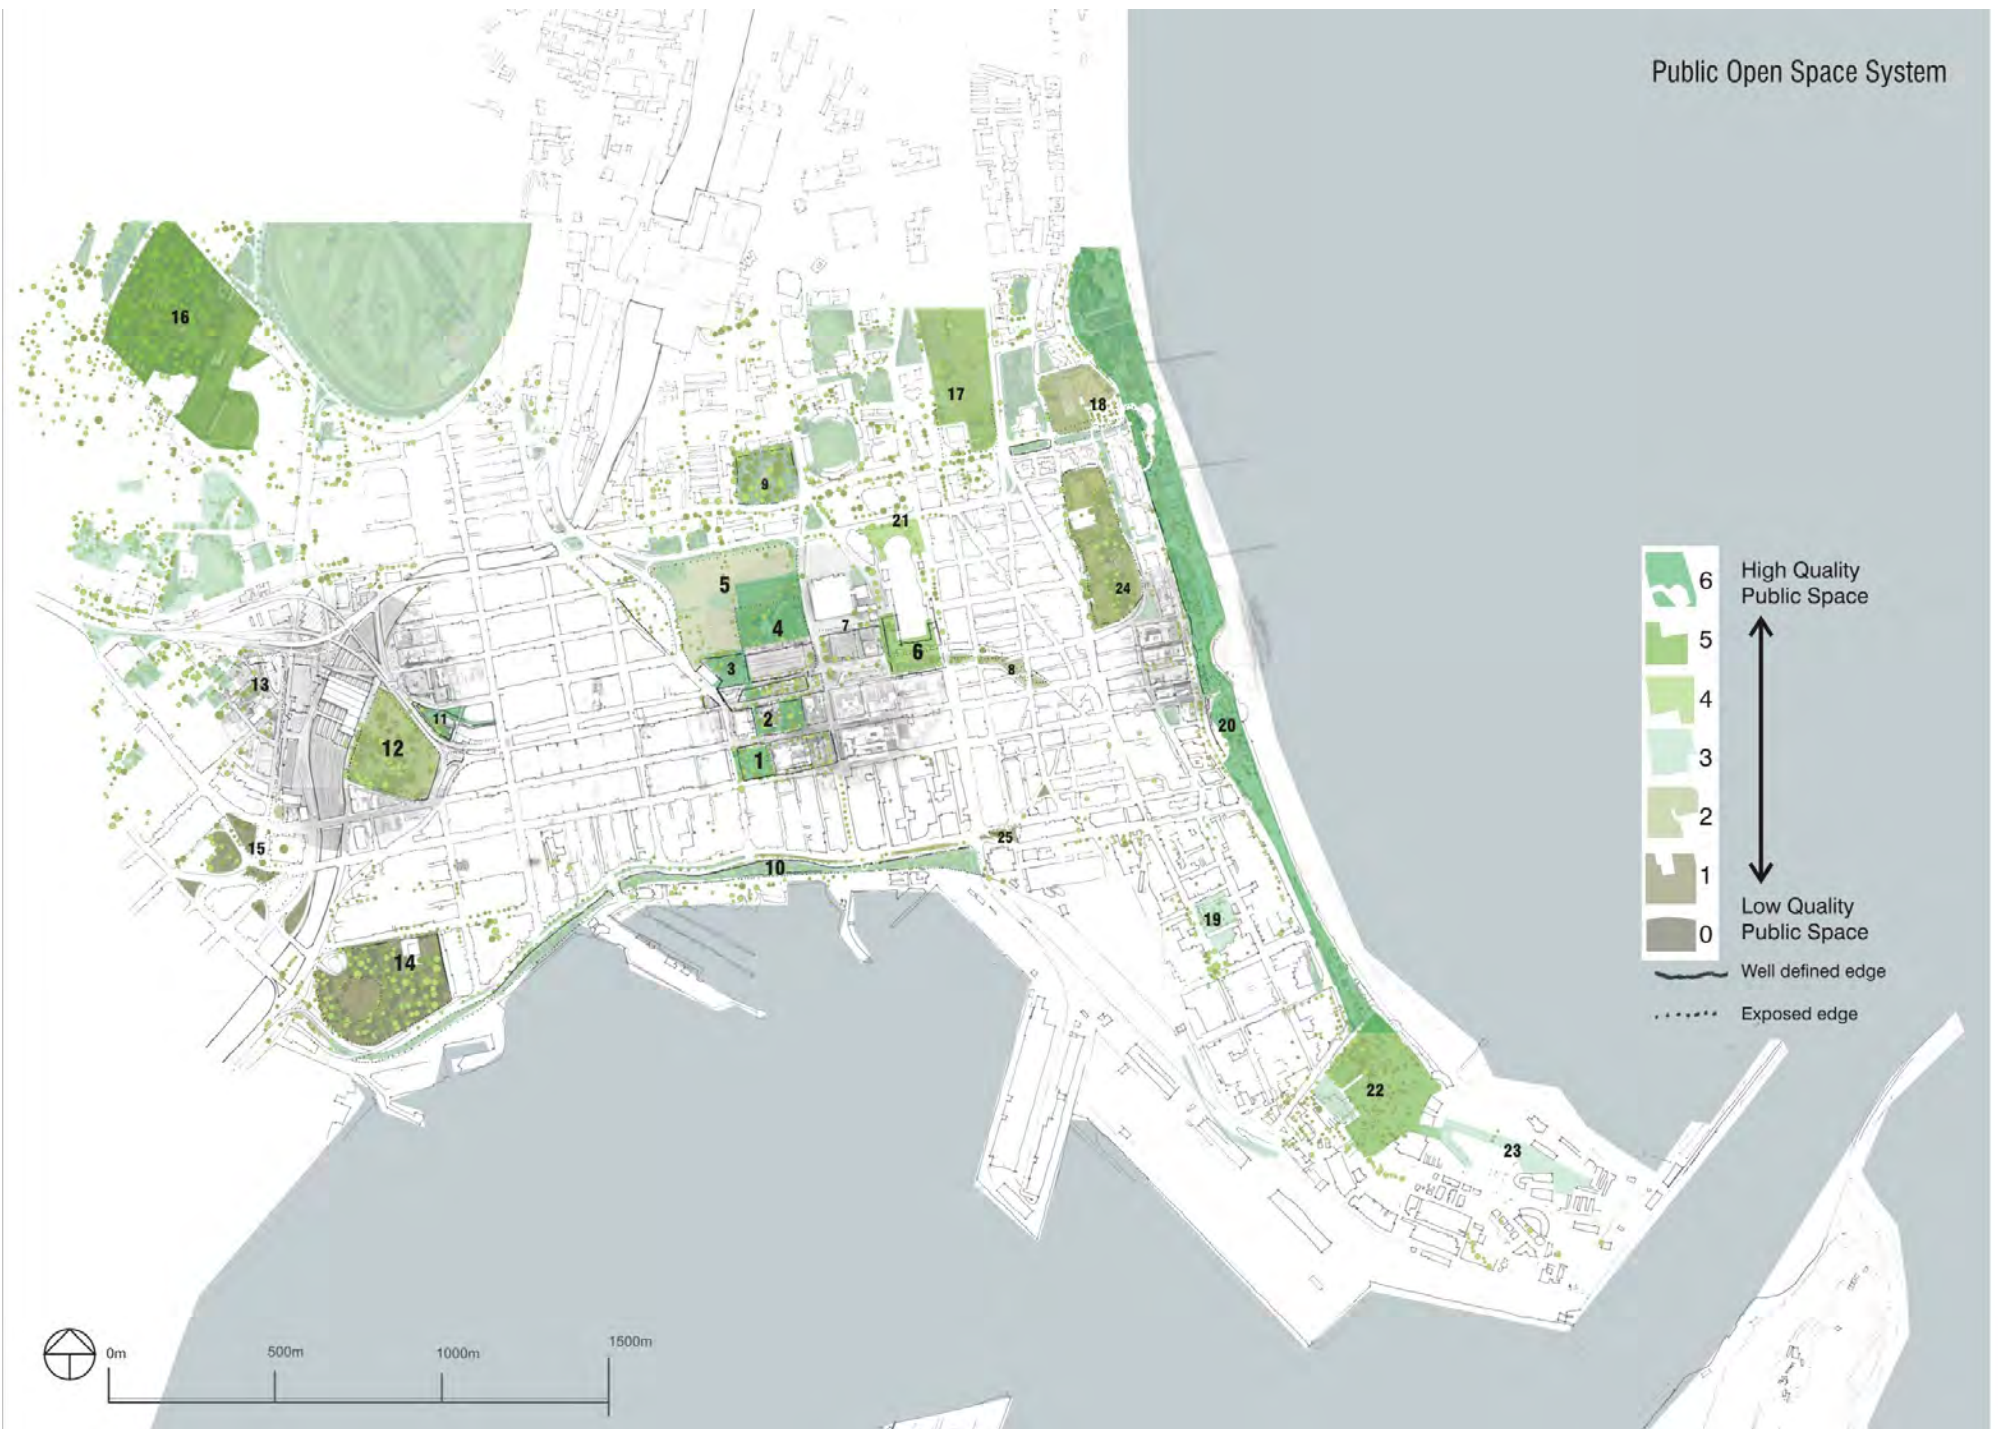 Public Open Space System
16
17
18
9
21
5
24
4
7
6
3
8
13
11
2
20
12
1
25
15
10
19
14
22
23
6
High Quality
Public Space
5
4
3
2
1
Low Quality
Public Space
0
Well defined edge
Exposed edge
0m
500m
1000m
1500m